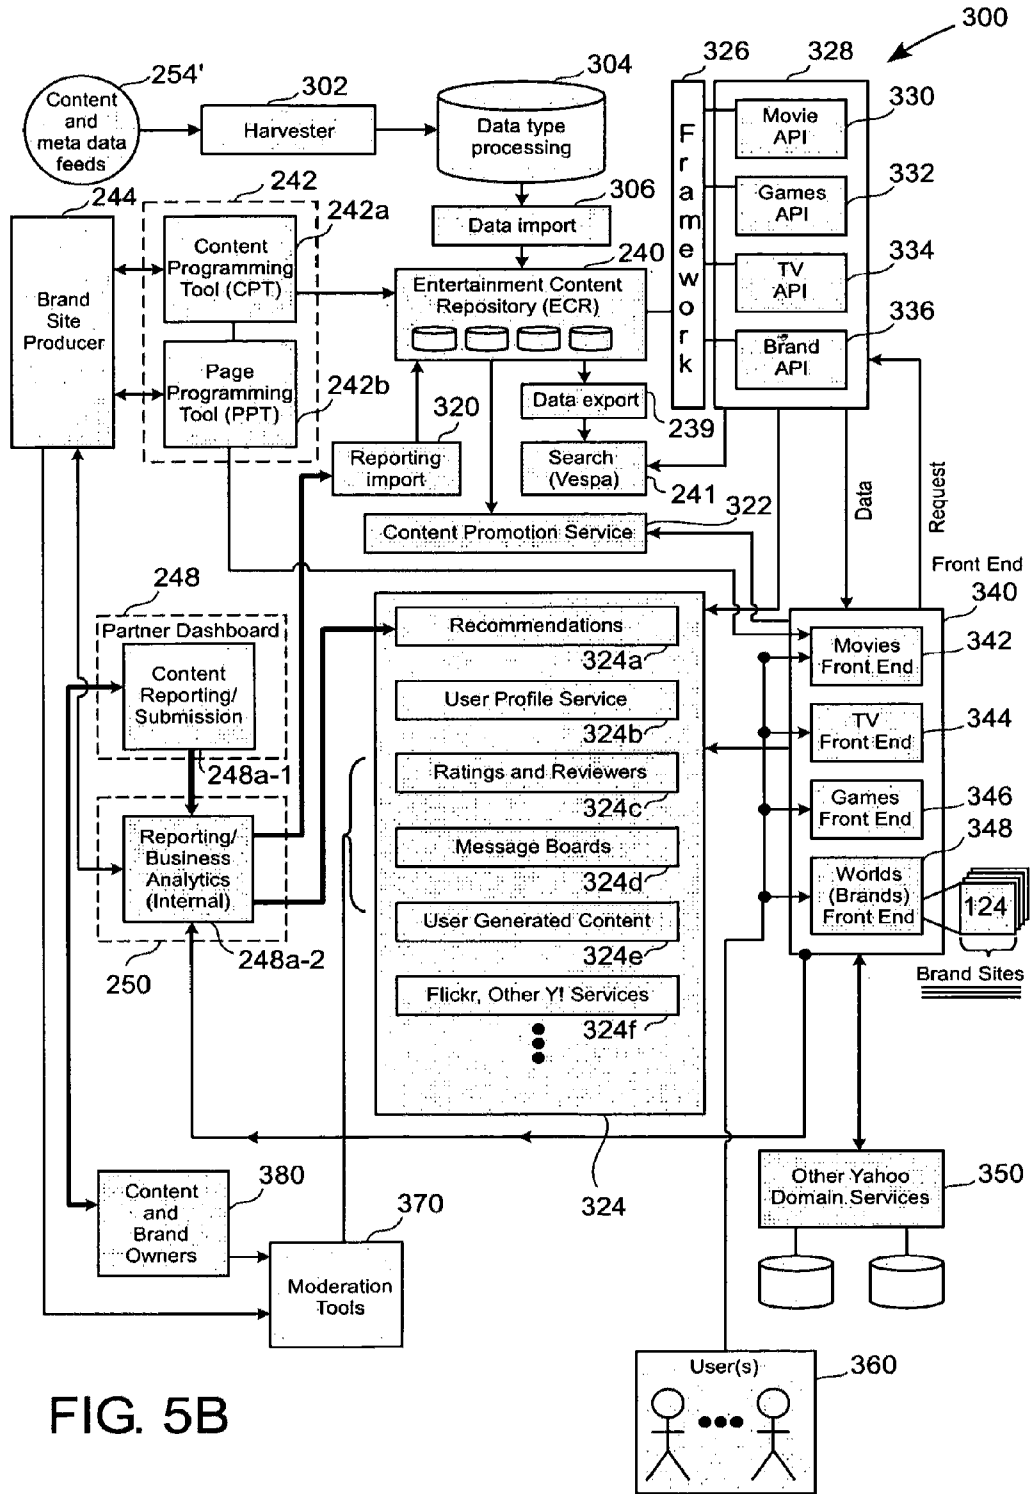 300
254'
Content
and
meta data
feeds
302
Harvester
304
Data type
processing
326
Framework
328
330
Movie
API
332
Games
API
334
TV
API
336
Brand
API
306
Data import
244
Brand
Site
Producer
242
242a
Content
Programming
Tool (CPT)
242b
Page
Programming
Tool (PPT)
240
Entertainment Content
Repository (ECR)
320
Reporting
import
Data export
239
Search
(Vespa)
241
322
Content Promotion Service
Data
Request
Front End
340
248
Partner Dashboard
Content
Reporting/
Submission
248a-1
Reporting/
Business
Analytics
(Internal)
250
248a-2
Recommendations
324a
User Profile Service
324b
Ratings and Reviewers
324c
Message Boards
324d
User Generated Content
324e
Flickr, Other Y! Services
324f
324
Movies
Front End
342
TV
Front End
344
Games
Front End
346
348
Worlds
(Brands)
Front End
124
Brand Sites
380
Content
and
Brand
Owners
370
Moderation
Tools
Other Yahoo
Domain Services
350
User(s)
360
FIG. 5B